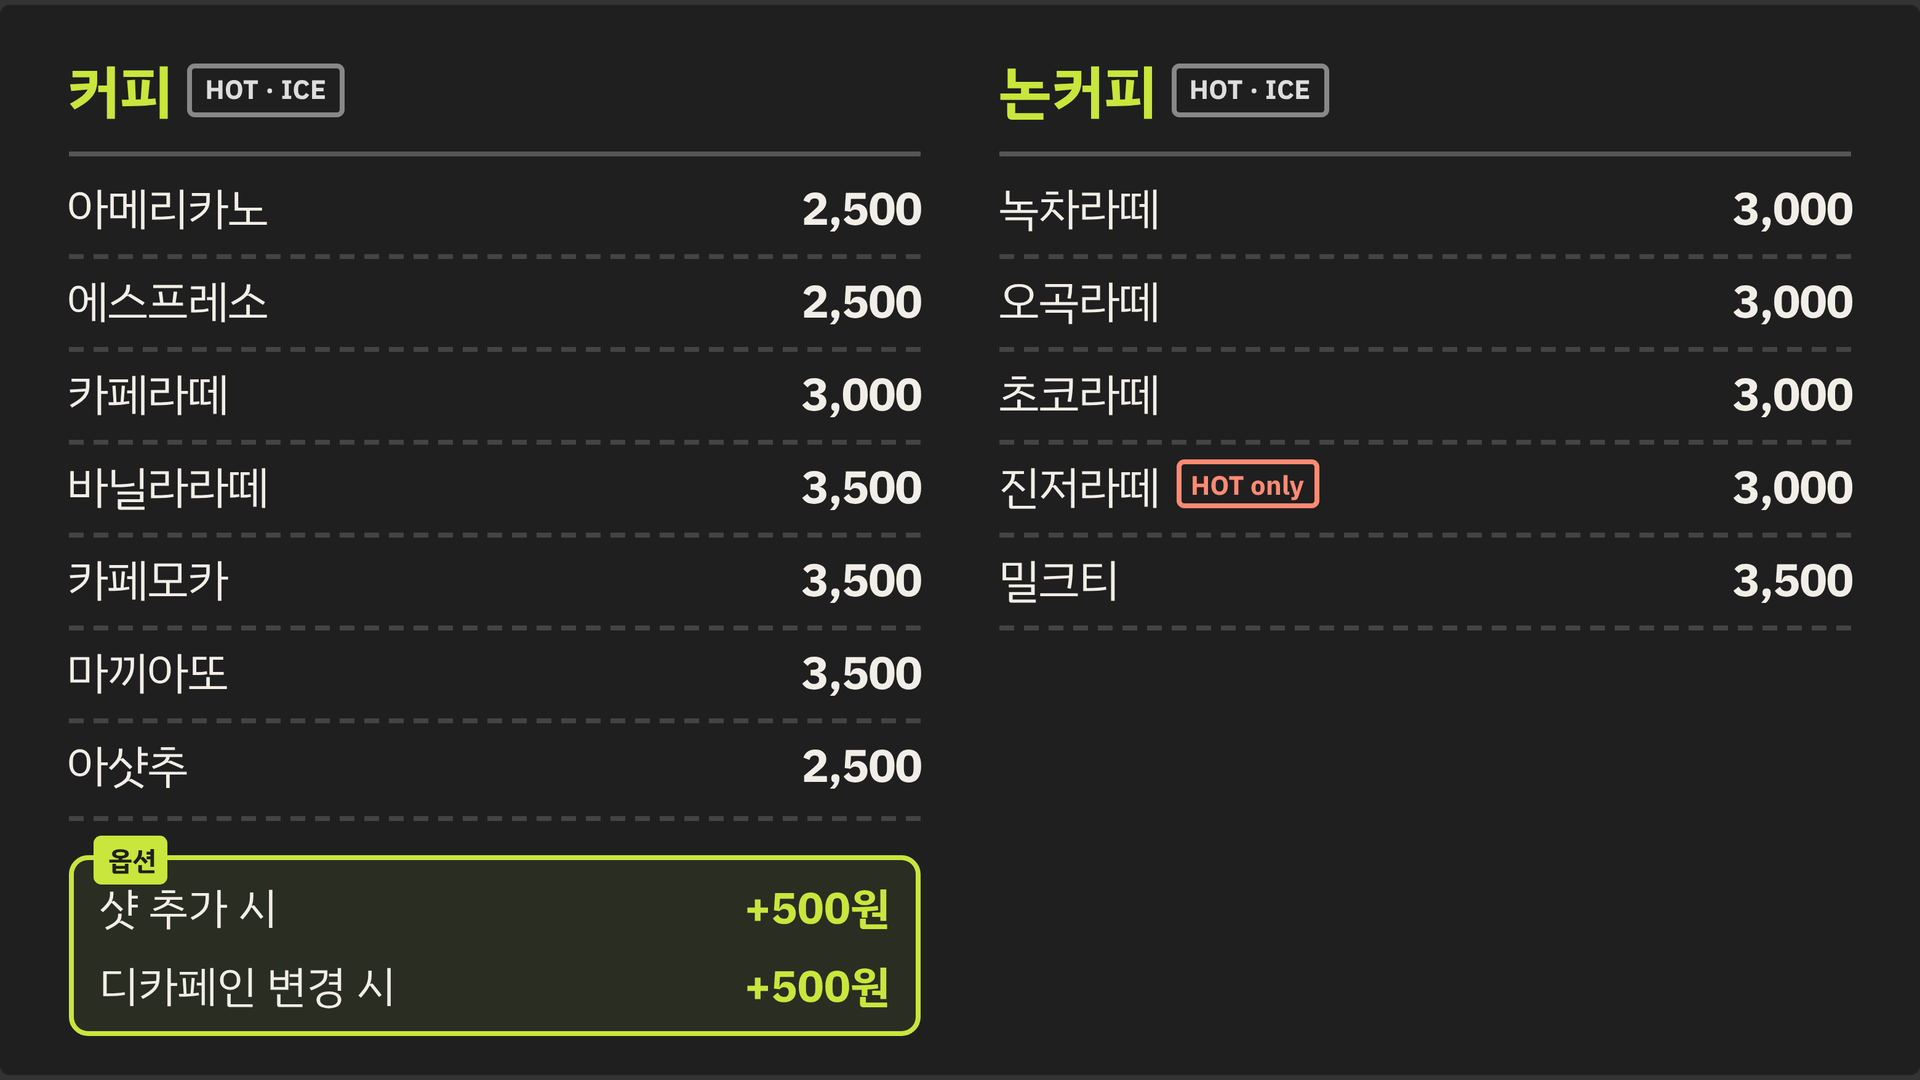 커피 HOT · ICE
아메리카노 2,500
에스프레소 2,500
카페라떼 3,000
바닐라라떼 3,500
카페모카 3,500
마끼아또 3,500
아샷추 2,500
옵션
샷 추가 시 +500원
디카페인 변경 시 +500원
논커피 HOT · ICE
녹차라떼 3,000
오곡라떼 3,000
초코라떼 3,000
진저라떼 HOT only 3,000
밀크티 3,500